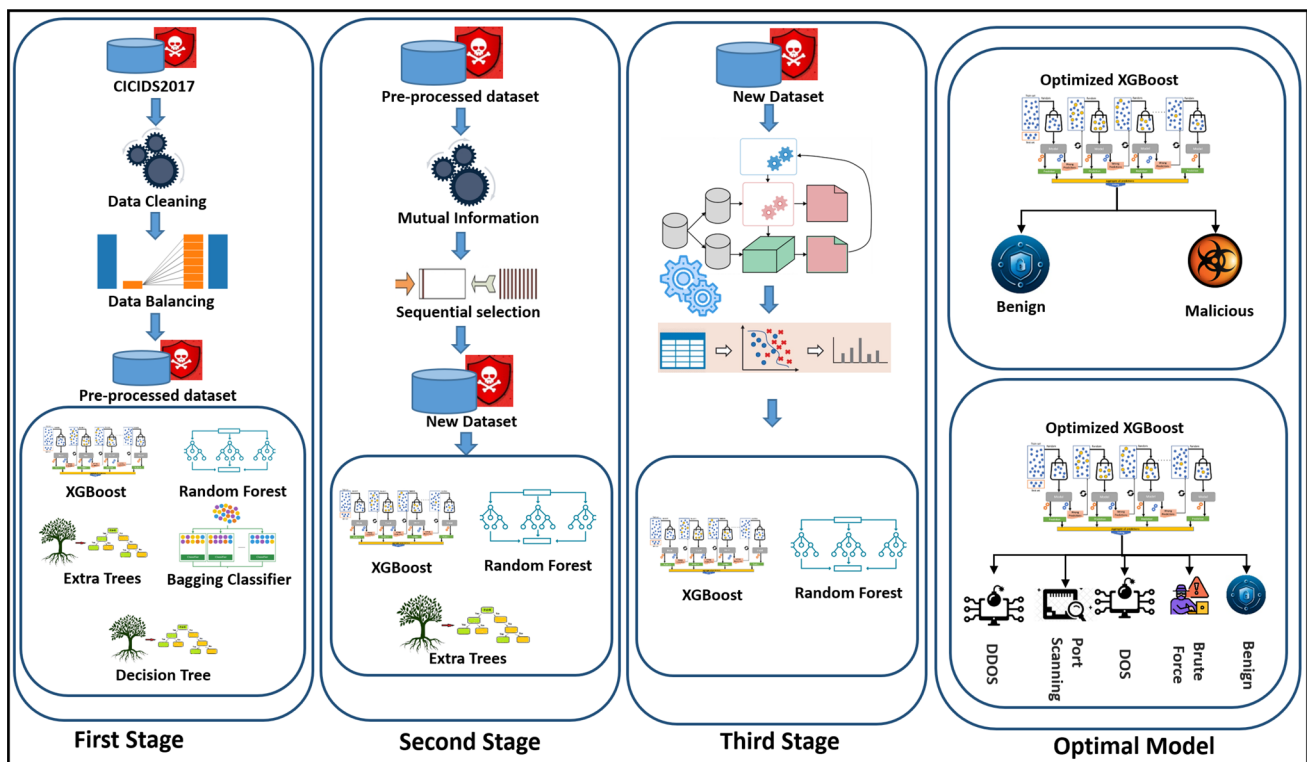 CICIDS2017
Data Cleaning
Data Balancing
Pre-processed dataset
XGBoost
Random Forest
Extra Trees
Bagging Classifier
Decision Tree
First Stage
Pre-processed dataset
Mutual Information
Sequential selection
New Dataset
XGBoost
Random Forest
Extra Trees
Second Stage
New Dataset
XGBoost
Random Forest
Third Stage
Optimized XGBoost
Benign
Malicious
Optimized XGBoost
DDOS
Port
Scanning
DOS
Brute
Force
Benign
Optimal Model